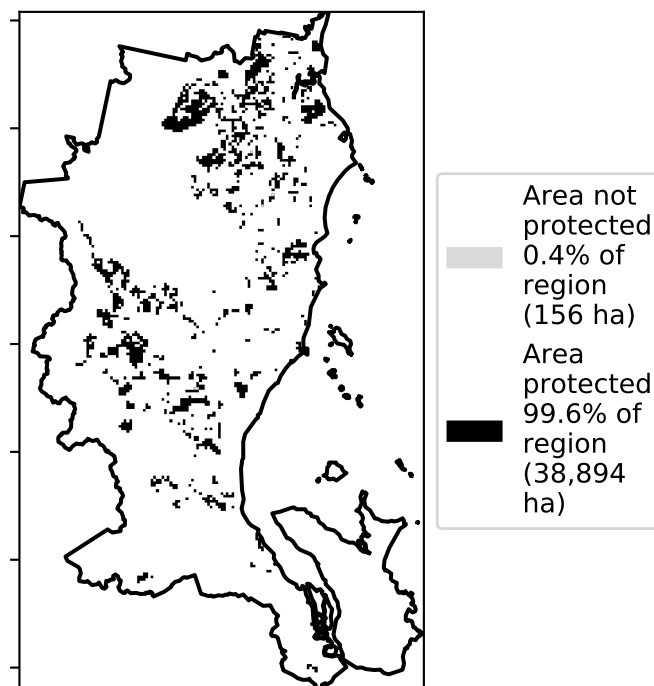 Area not
protected
0.4% of
region
(156 ha)
Area
protected
99.6% of
region
(38,894
ha)